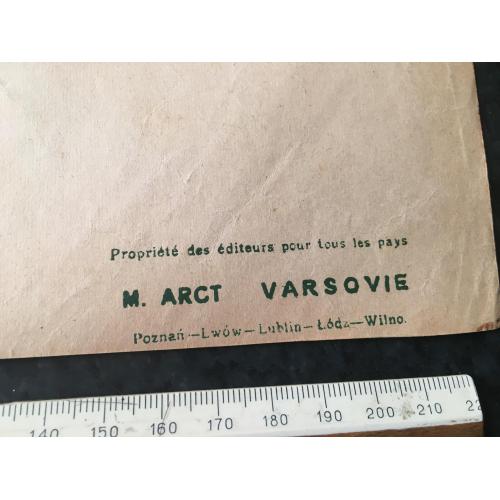 Propriété des éditeurs pour tous les pays
M. ARCT VARSOVIE
Poznań—Lwów—Lublin—Łódź—Wilno.
140 150 160 170 180 190 200 210